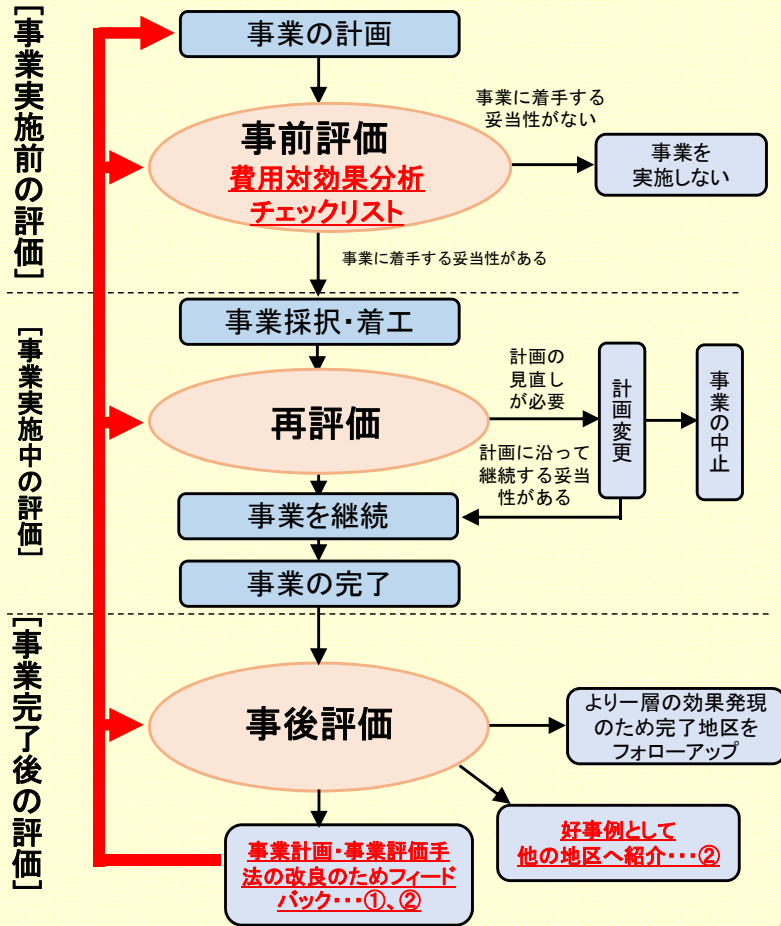 [事業実施前の評価]
事業の計画
事業に着手する
妥当性がない
事前評価
費用対効果分析
チェックリスト
事業を
実施しない
事業に着手する妥当性がある
[事業実施中の評価]
事業採択・着工
計画の
見直し
が必要
計画変更
事業の中止
再評価
計画に沿って
継続する妥当
性がある
事業を継続
事業の完了
[事業完了後の評価]
事後評価
より一層の効果発現
のため完了地区を
フォローアップ
好事例として
他の地区へ紹介・・・②
事業計画・事業評価手
法の改良のためフィード
バック・・・①、②